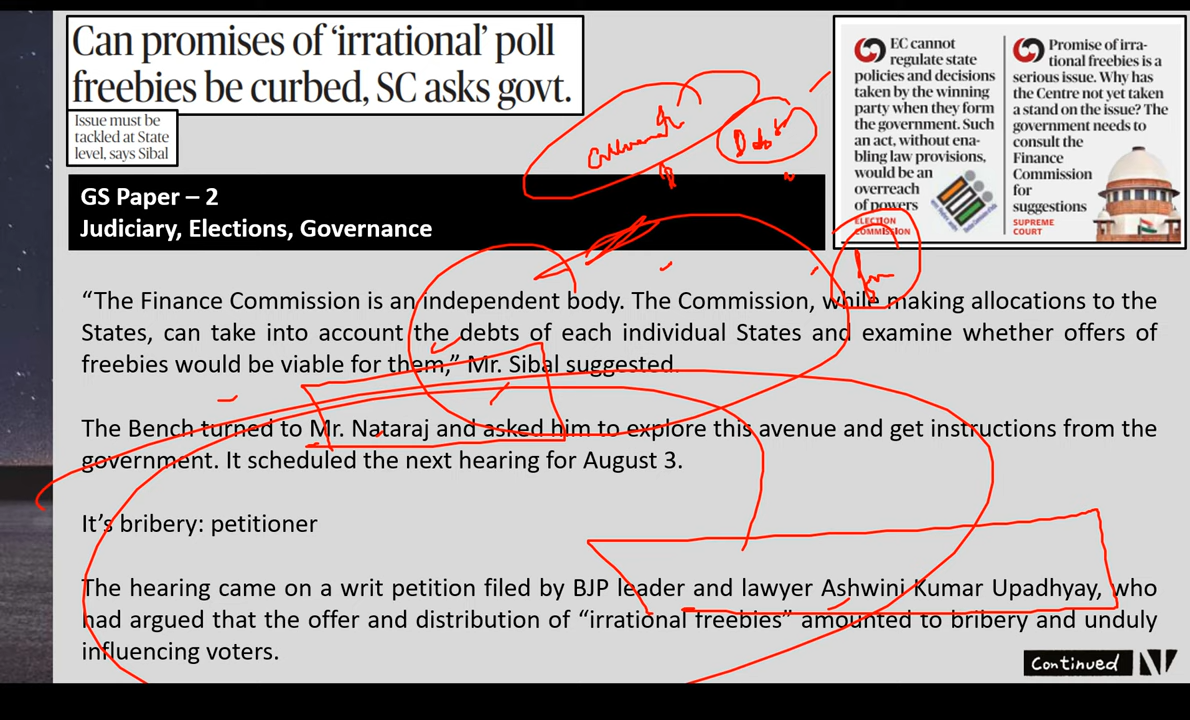 Can promises of ‘irrational’ poll
freebies be curbed, SC asks govt.
Issue must be
tackled at State
level, says Sibal
EC cannot
regulate state
policies and decisions
taken by the winning
party when they form
the government. Such
an act, without ena-
bling law provisions,
would be an
overreach
of powers
ELECTION
COMMISSION
Promise of irra-
tional freebies is a
serious issue. Why has
the Centre not yet taken
a stand on the issue? The
government needs to
consult the
Finance
Commission
for
suggestions
SUPREME
COURT
GS Paper – 2
Judiciary, Elections, Governance
“The Finance Commission is an independent body. The Commission, while making allocations to the
States, can take into account the debts of each individual States and examine whether offers of
freebies would be viable for them,” Mr. Sibal suggested.
The Bench turned to Mr. Nataraj and asked him to explore this avenue and get instructions from the
government. It scheduled the next hearing for August 3.
It’s bribery: petitioner
The hearing came on a writ petition filed by BJP leader and lawyer Ashwini Kumar Upadhyay, who
had argued that the offer and distribution of “irrational freebies” amounted to bribery and unduly
influencing voters.
Continued